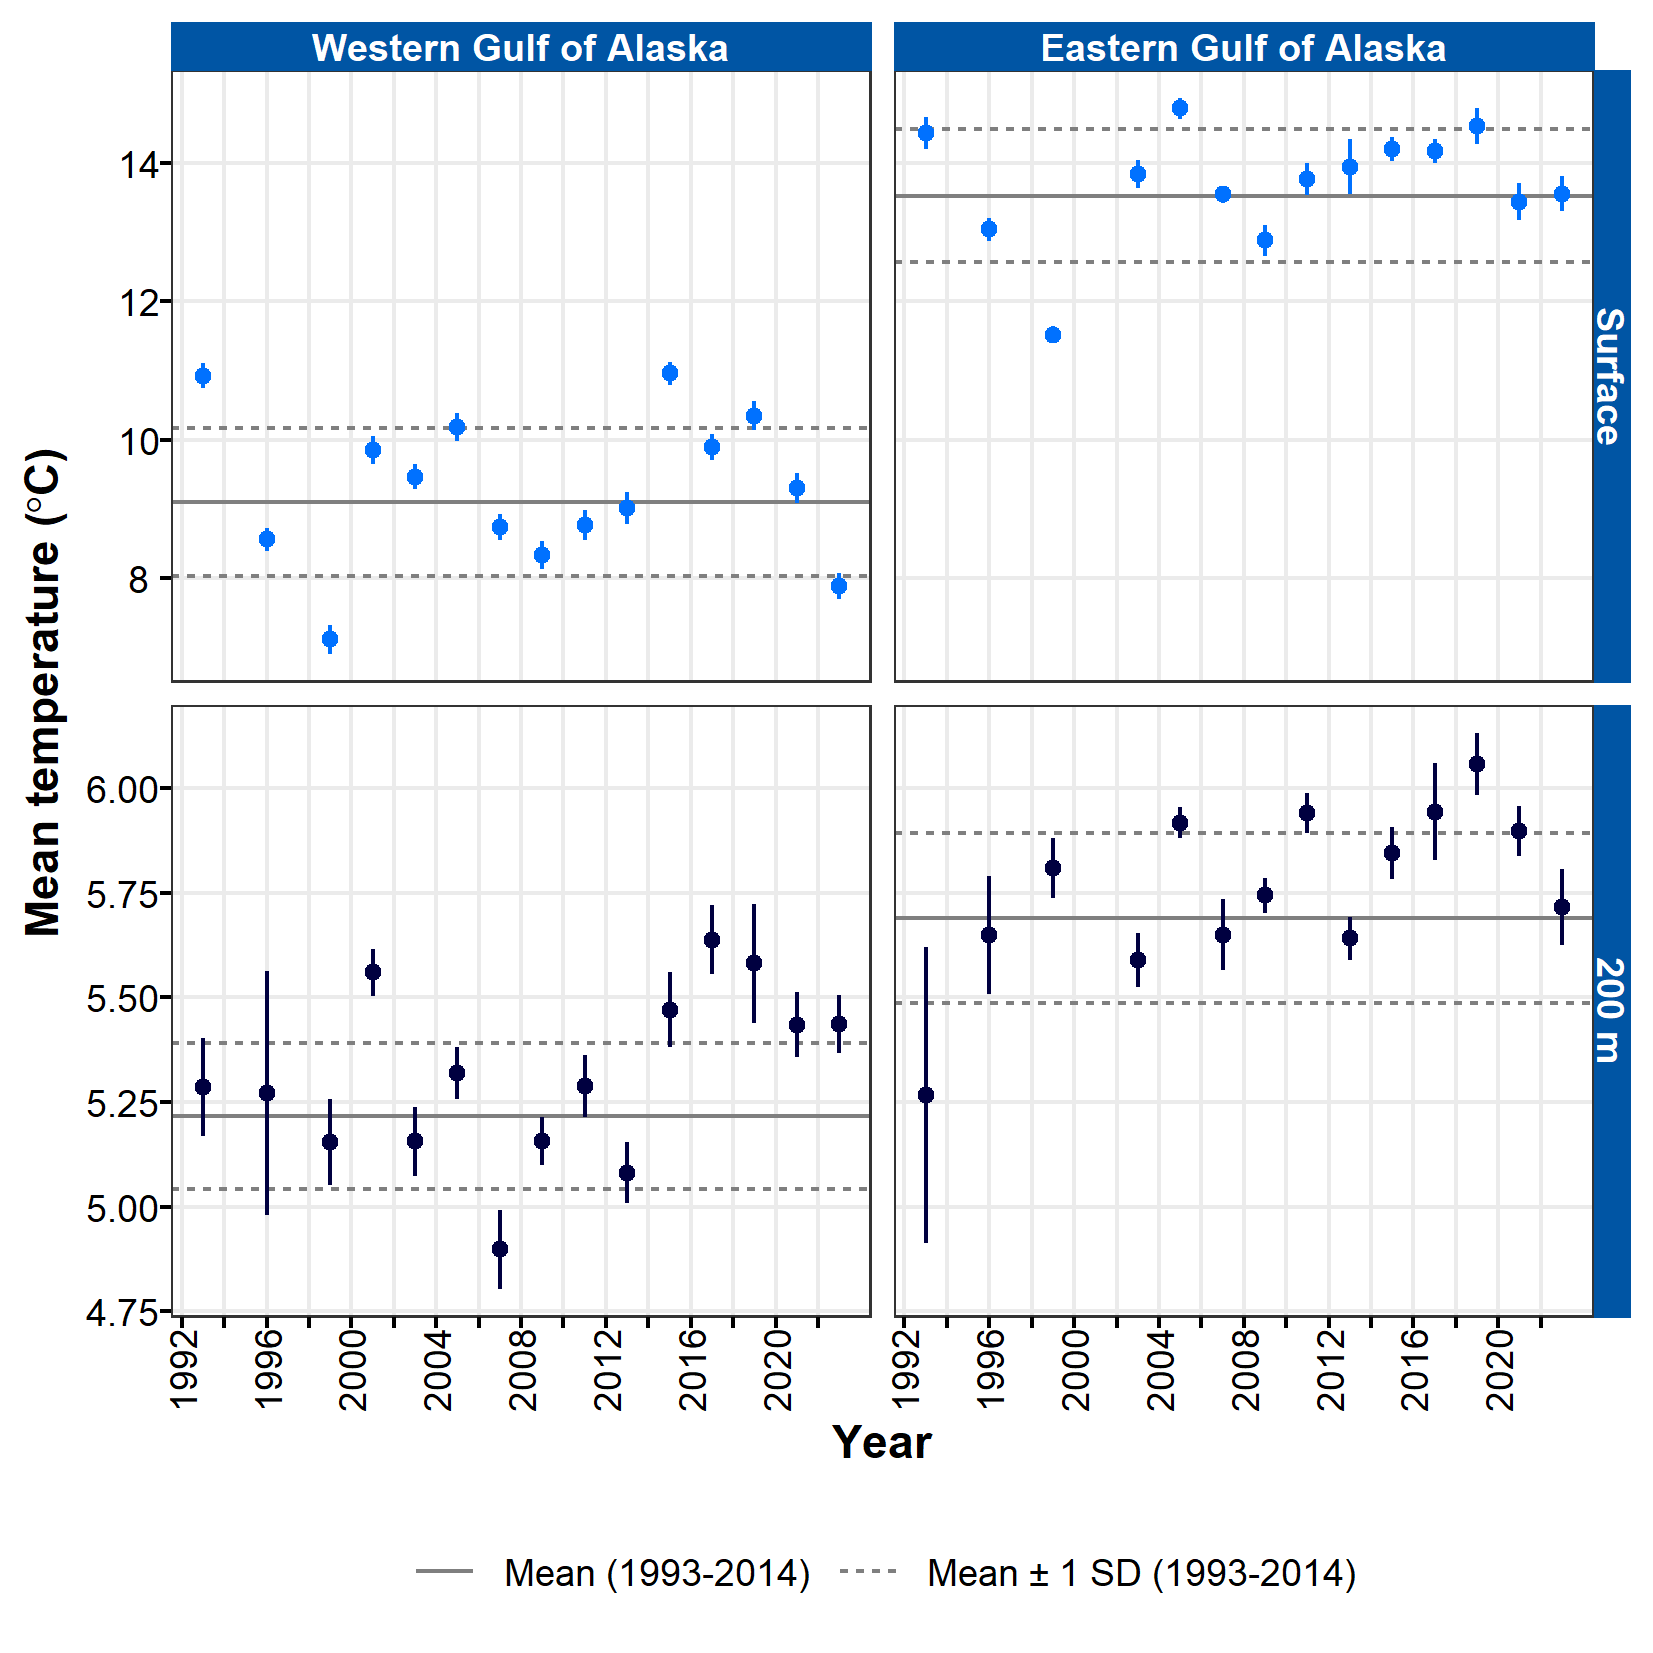 Western Gulf of Alaska
Eastern Gulf of Alaska
14
12
10
8
Surface
Mean temperature (°C)
6.00
5.75
5.50
5.25
5.00
4.75
200 m
1992 1996 2000 2004 2008 2012 2016 2020
1992 1996 2000 2004 2008 2012 2016 2020
Year
Mean (1993-2014)
Mean ± 1 SD (1993-2014)